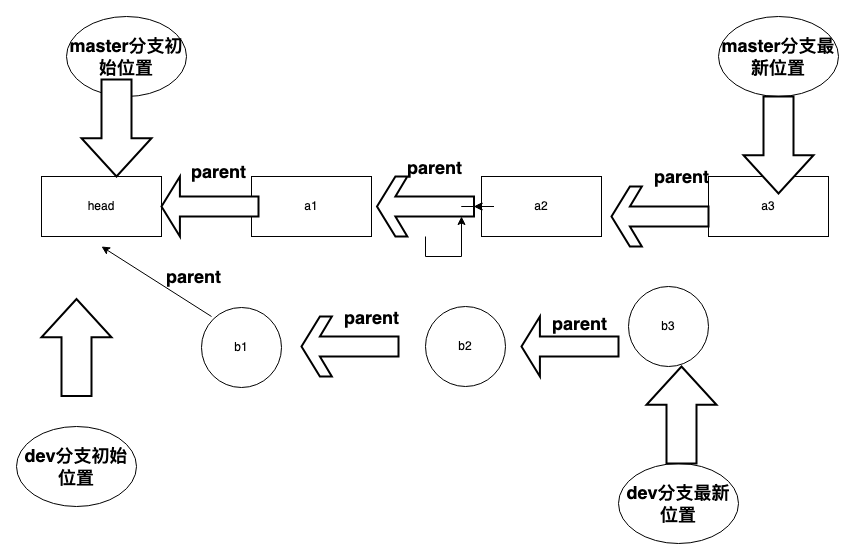 master分支初
始位置
master分支最
新位置
parent
parent
parent
head
a1
a2
a3
parent
parent
parent
b1
b2
b3
dev分支初始
位置
dev分支最新
位置